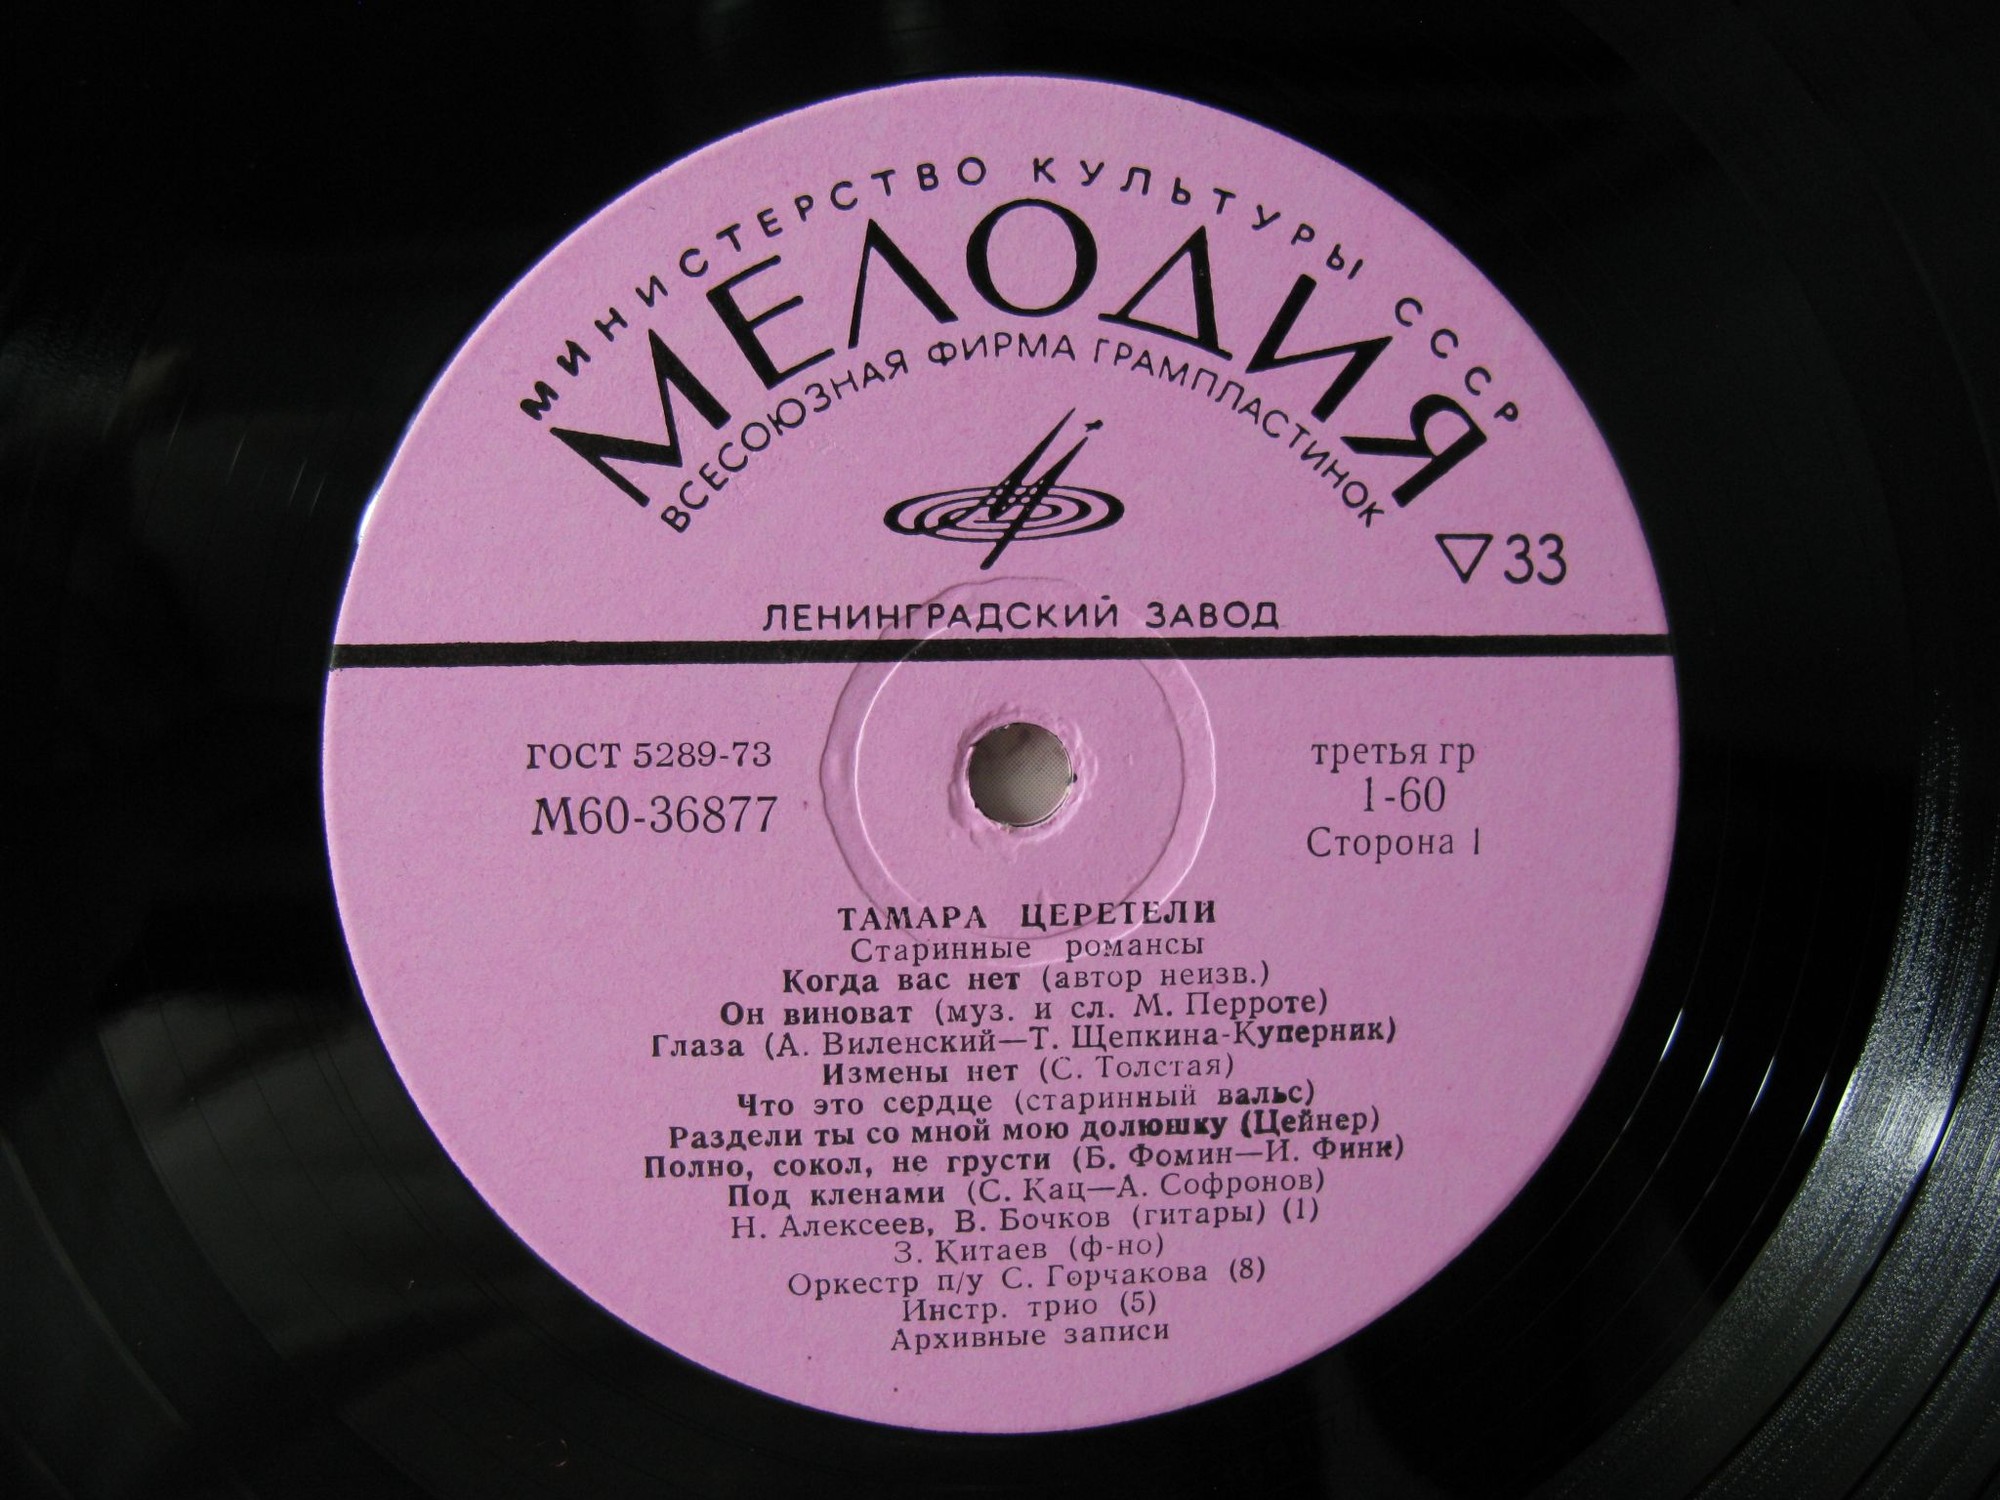 МИНИСТЕРСТВО КУЛЬТУРЫ СССР
МЕЛОДИЯ
ВСЕСОЮЗНАЯ ФИРМА ГРАМПЛАСТИНОК
▽33
ЛЕНИНГРАДСКИЙ ЗАВОД
ГОСТ 5289-73
М60-36877
третья гр
1-60
Сторона 1
ТАМАРА ЦЕРЕТЕЛИ
Старинные романсы
Когда вас нет (автор неизв.)
Он виноват (муз. и сл. М. Перроте)
Глаза (А. Виленский—Т. Щепкина-Куперник)
Измены нет (С. Толстая)
Что это сердце (старинный вальс)
Раздели ты со мной мою долюшку (Цейнер)
Полно, сокол, не грусти (Б. Фомин—И. Финк)
Под кленами (С. Кац—А. Софронов)
Н. Алексеев, В. Бочков (гитары) (1)
З. Китаев (ф-но)
Оркестр п/у С. Горчакова (8)
Инстр. трио (5)
Архивные записи